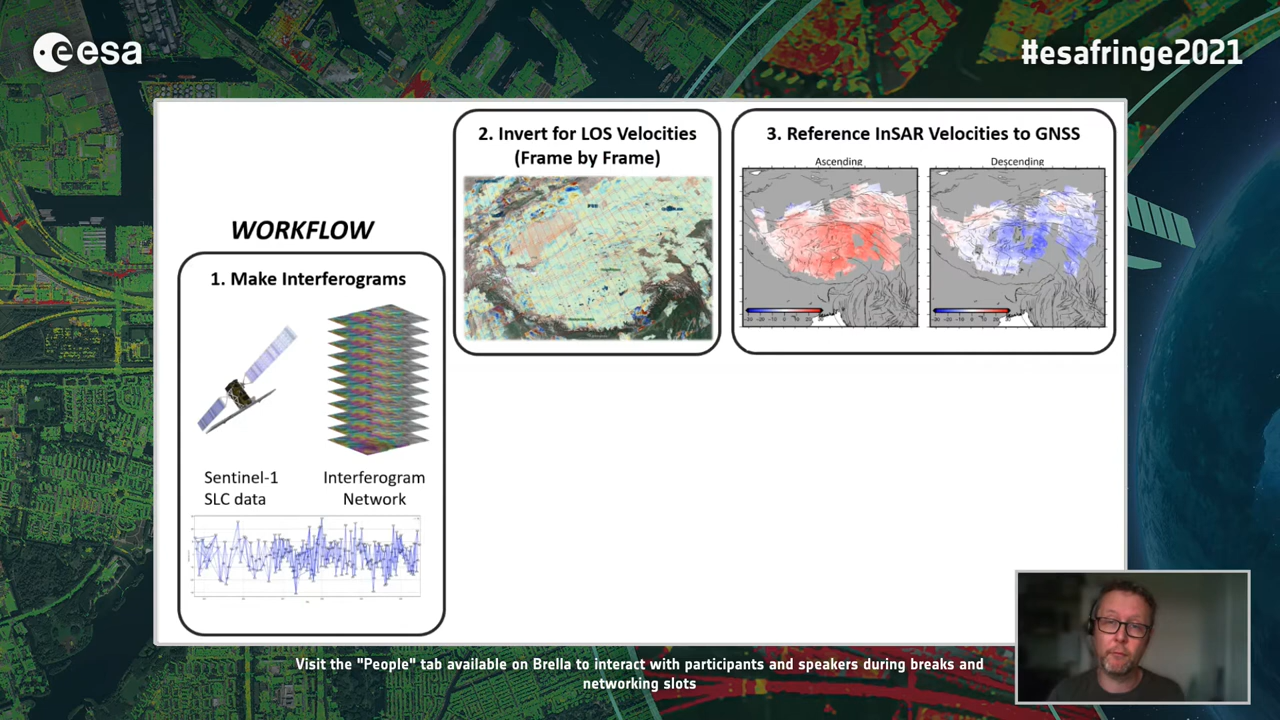 esa
#esafringe2021
WORKFLOW
1. Make Interferograms
Sentinel-1
SLC data
Interferogram
Network
2. Invert for LOS Velocities
(Frame by Frame)
3. Reference InSAR Velocities to GNSS
Ascending
Descending
Visit the "People" tab available on Brella to interact with participants and speakers during breaks and
networking slots